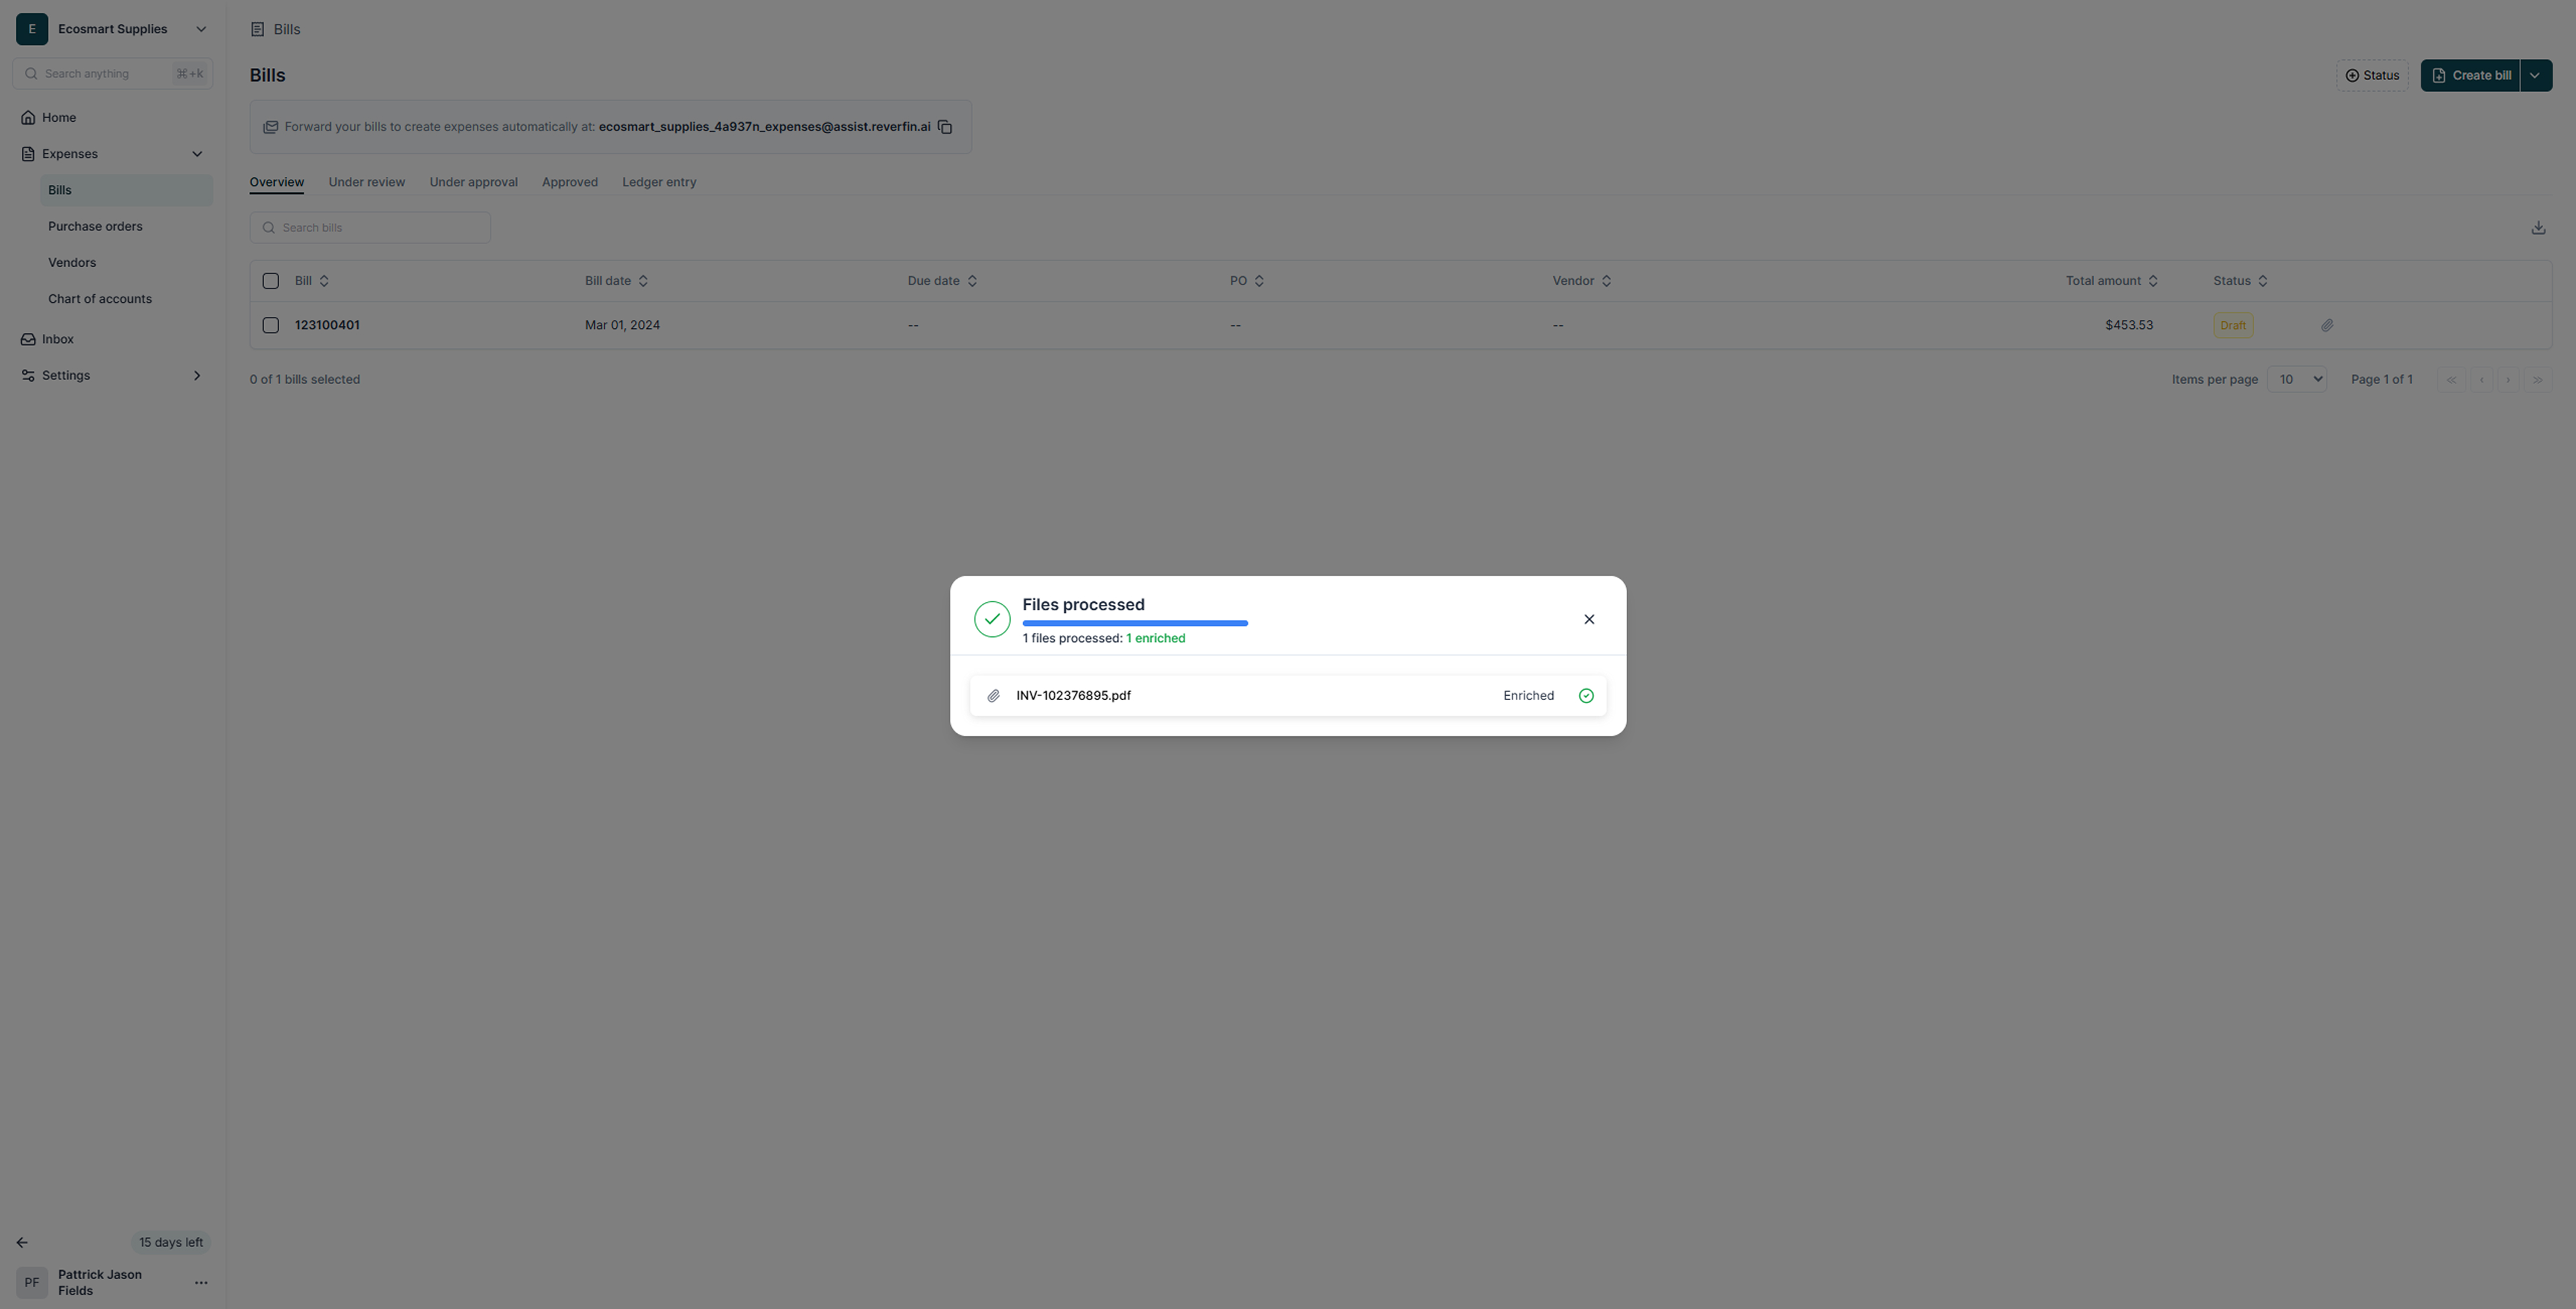 E
Ecosmart Supplies
Search anything
⌘+k
Home
Expenses
Bills
Purchase orders
Vendors
Chart of accounts
Inbox
Settings
15 days left
PF
Pattrick Jason
Fields
Bills
Bills
Status
Create bill
Forward your bills to create expenses automatically at: ecosmart_supplies_4a937n_expenses@assist.reverfin.ai
Overview Under review Under approval Approved Ledger entry
Search bills
Bill Bill date Due date PO Vendor Total amount Status
123100401 Mar 01, 2024 -- -- -- $453.53 Draft
0 of 1 bills selected
Items per page 10 Page 1 of 1
Files processed
1 files processed: 1 enriched
INV-102376895.pdf Enriched